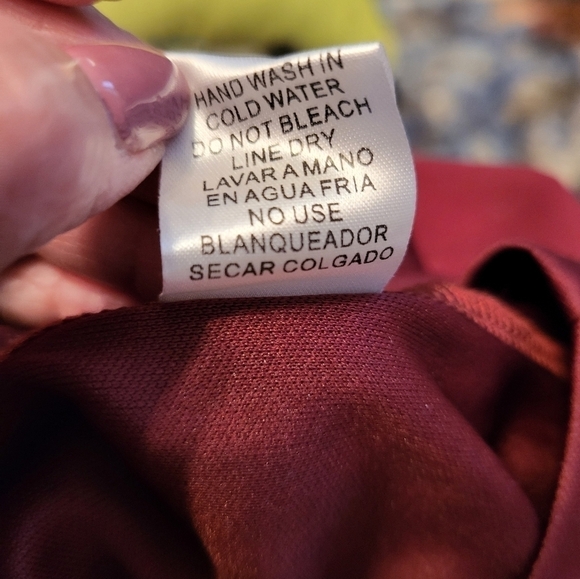 HAND WASH IN
COLD WATER
DO NOT BLEACH
LINE DRY
LAVAR A MANO
EN AGUA FRIA
NO USE
BLANQUEADOR
SECAR COLGADO